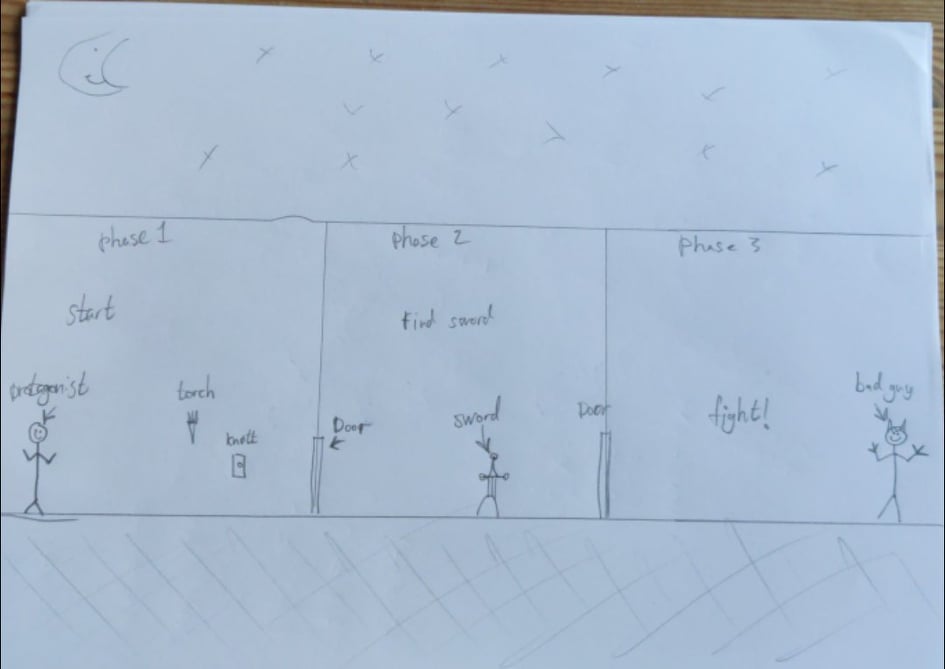 phase 1
phase 2
phase 3
Start
Find sword
protagonist
torch
knott
Door
sword
Door
fight!
bad guy